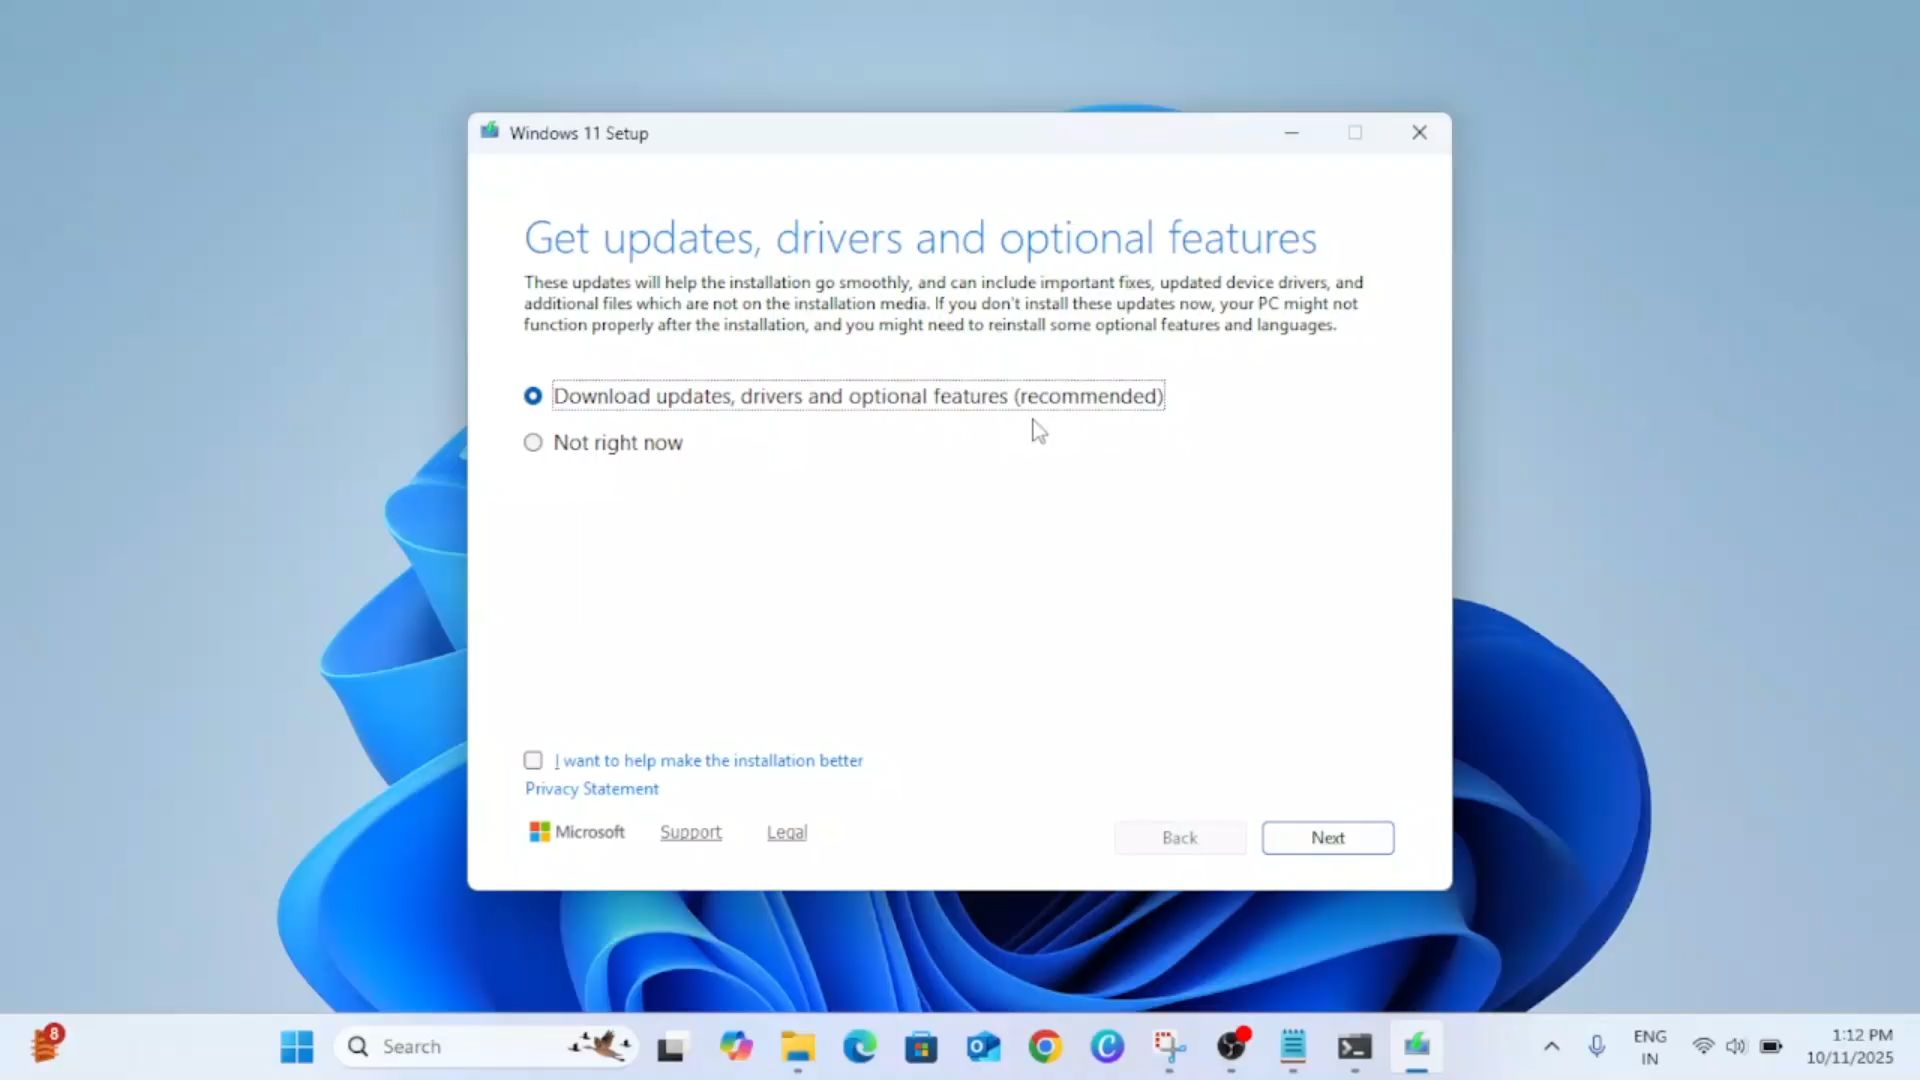 Windows 11 Setup
Get updates, drivers and optional features
These updates will help the installation go smoothly, and can include important fixes, updated device drivers, and
additional files which are not on the installation media. If you don't install these updates now, your PC might not
function properly after the installation, and you might need to reinstall some optional features and languages.
Download updates, drivers and optional features (recommended)
Not right now
I want to help make the installation better
Privacy Statement
Microsoft Support Legal Back Next
8
Search
ENG
IN
1:12 PM
10/11/2025